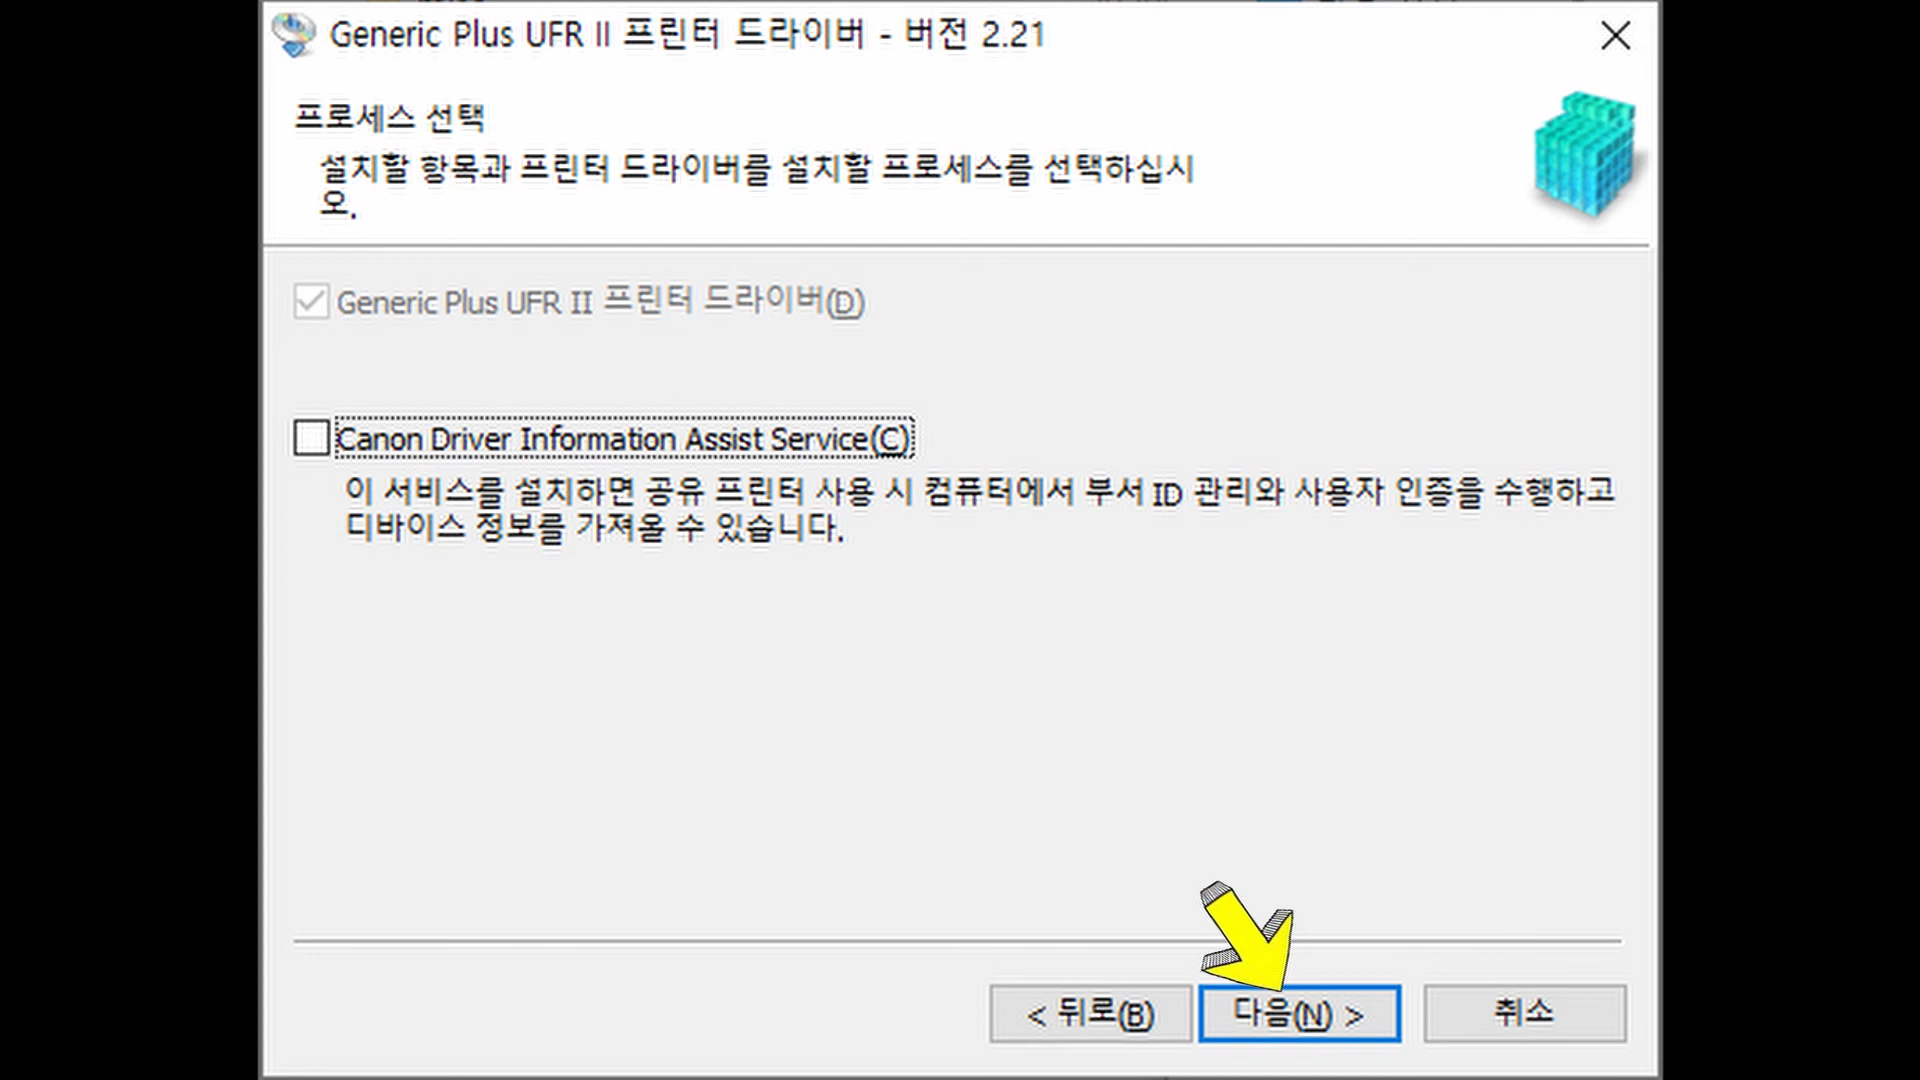 Generic Plus UFR II 프린터 드라이버 - 버전 2.21
프로세스 선택
설치할 항목과 프린터 드라이버를 설치할 프로세스를 선택하십시
오.
Generic Plus UFR II 프린터 드라이버(D)
Canon Driver Information Assist Service(C)
이 서비스를 설치하면 공유 프린터 사용 시 컴퓨터에서 부서 ID 관리와 사용자 인증을 수행하고
디바이스 정보를 가져올 수 있습니다.
< 뒤로(B)
다음(N) >
취소